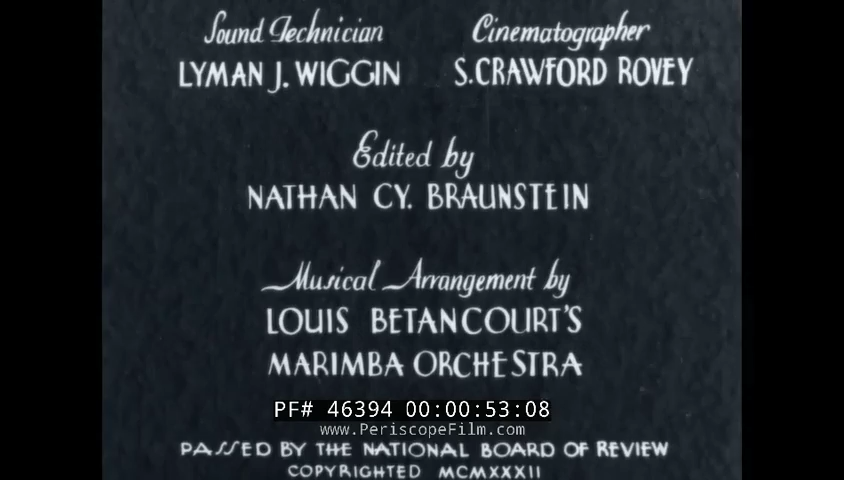 Sound Technician Cinematographer
LYMAN J. WIGGIN S. CRAWFORD ROVEY
Edited by
NATHAN CY. BRAUNSTEIN
Musical Arrangement by
LOUIS BETANCOURT'S
MARIMBA ORCHESTRA
PF# 46394 00:00:53:08
www.PeriscopeFilm.com
PASSED BY THE NATIONAL BOARD OF REVIEW
COPYRIGHTED MCMXXXII